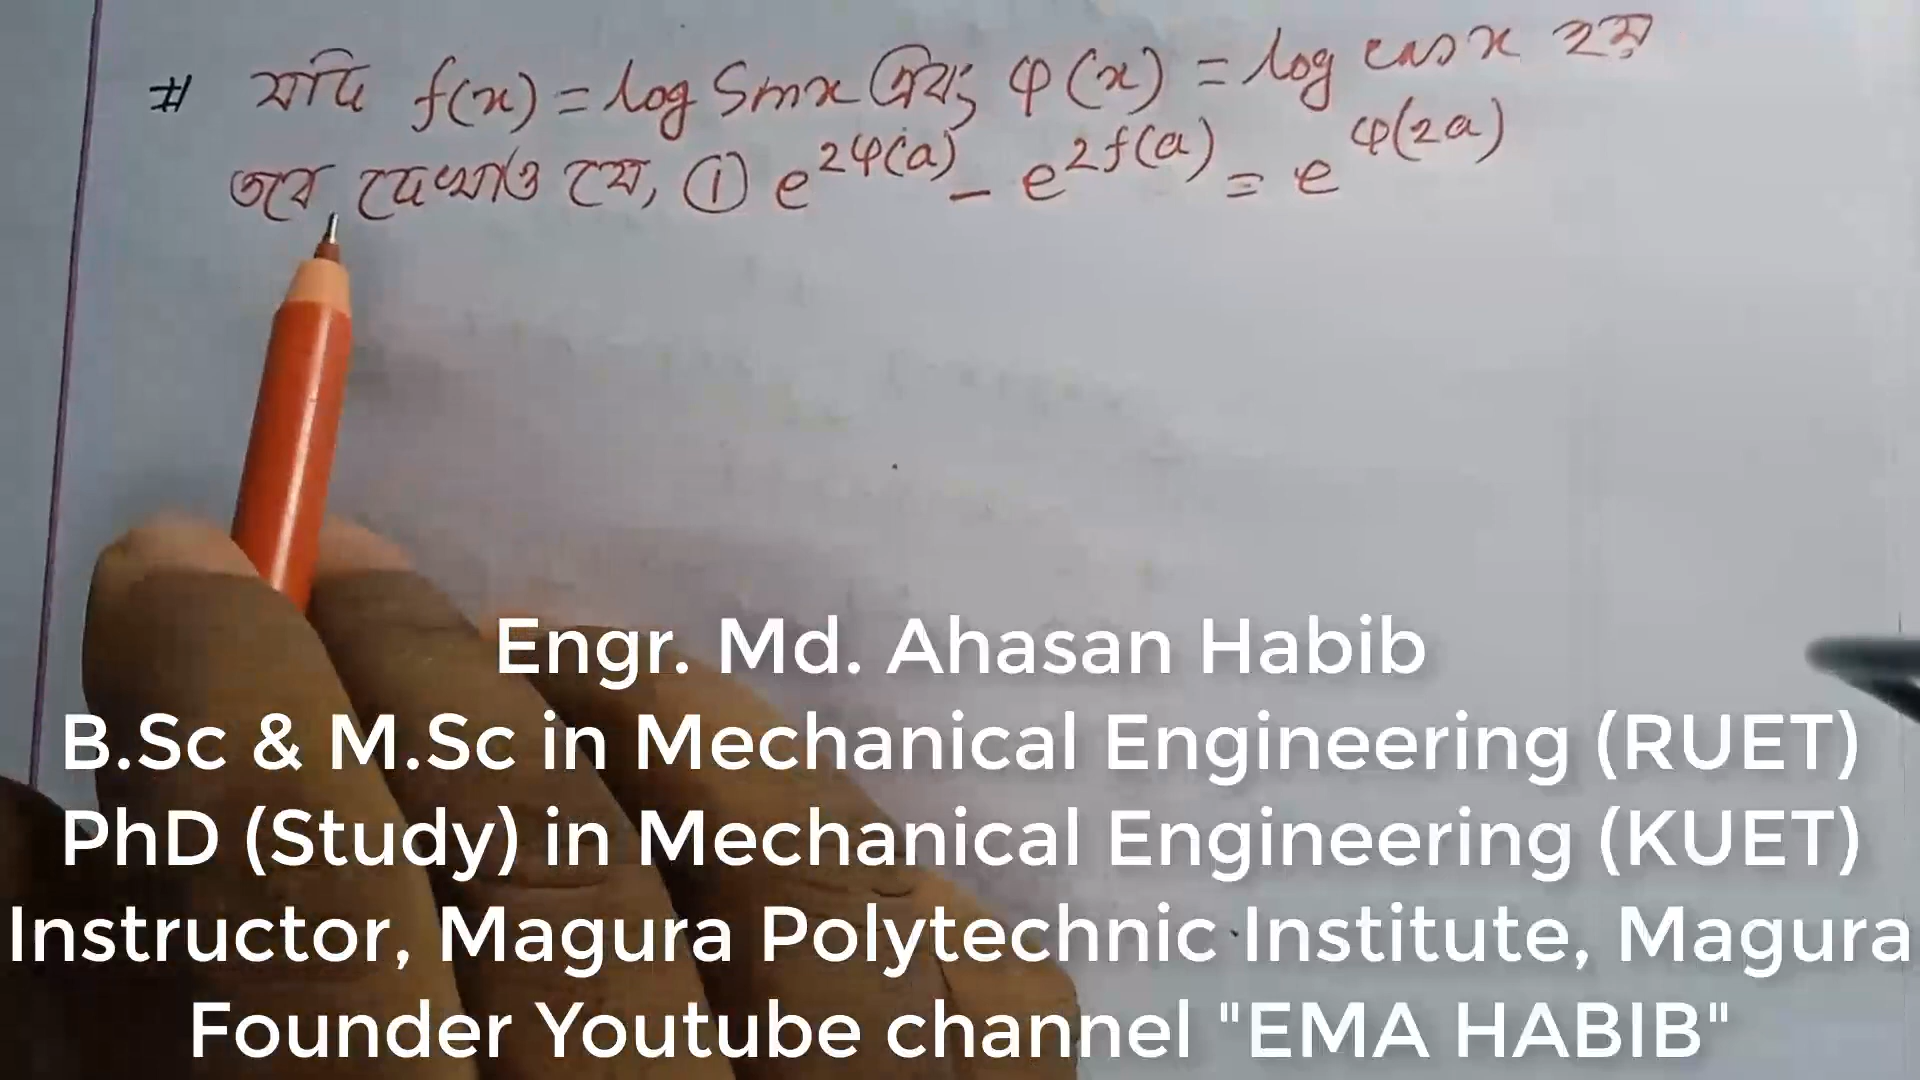 # যদি f(x) = log Sinx এবং φ(x) = log cosx হয়
তবে দেখাও যে, ① e^{2φ(a)} - e^{2f(a)} = e^{φ(2a)}
Engr. Md. Ahasan Habib
B.Sc & M.Sc in Mechanical Engineering (RUET)
PhD (Study) in Mechanical Engineering (KUET)
Instructor, Magura Polytechnic Institute, Magura
Founder Youtube channel "EMA HABIB"